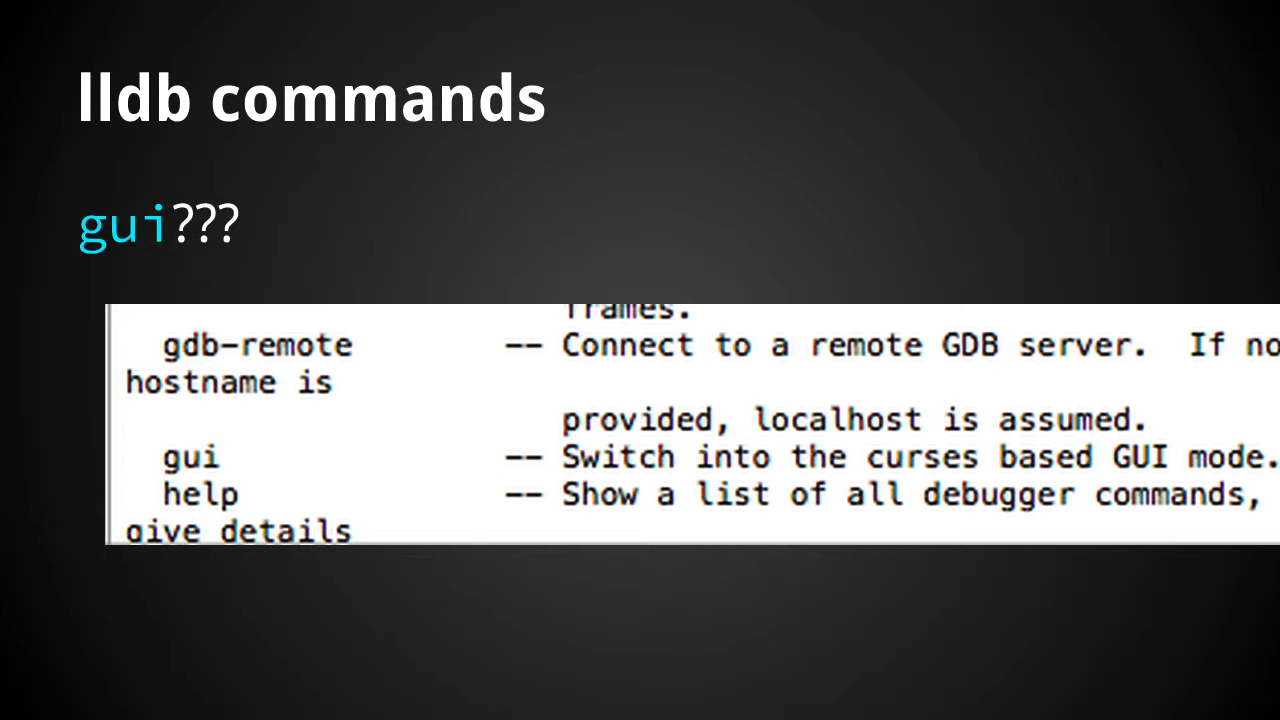 lldb commands
gui???
frames.
gdb-remote -- Connect to a remote GDB server. If no
hostname is
provided, localhost is assumed.
gui -- Switch into the curses based GUI mode.
help -- Show a list of all debugger commands,
give details